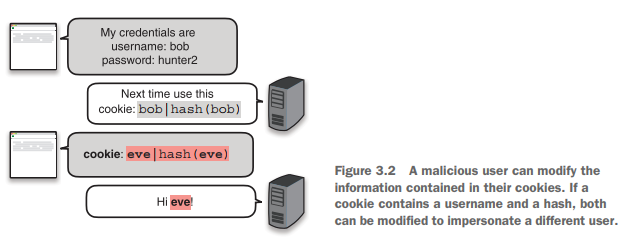 My credentials are
username: bob
password: hunter2
Next time use this
cookie: bob|hash(bob)
cookie: eve|hash(eve)
Hi eve!
Figure 3.2 A malicious user can modify the
information contained in their cookies. If a
cookie contains a username and a hash, both
can be modified to impersonate a different user.